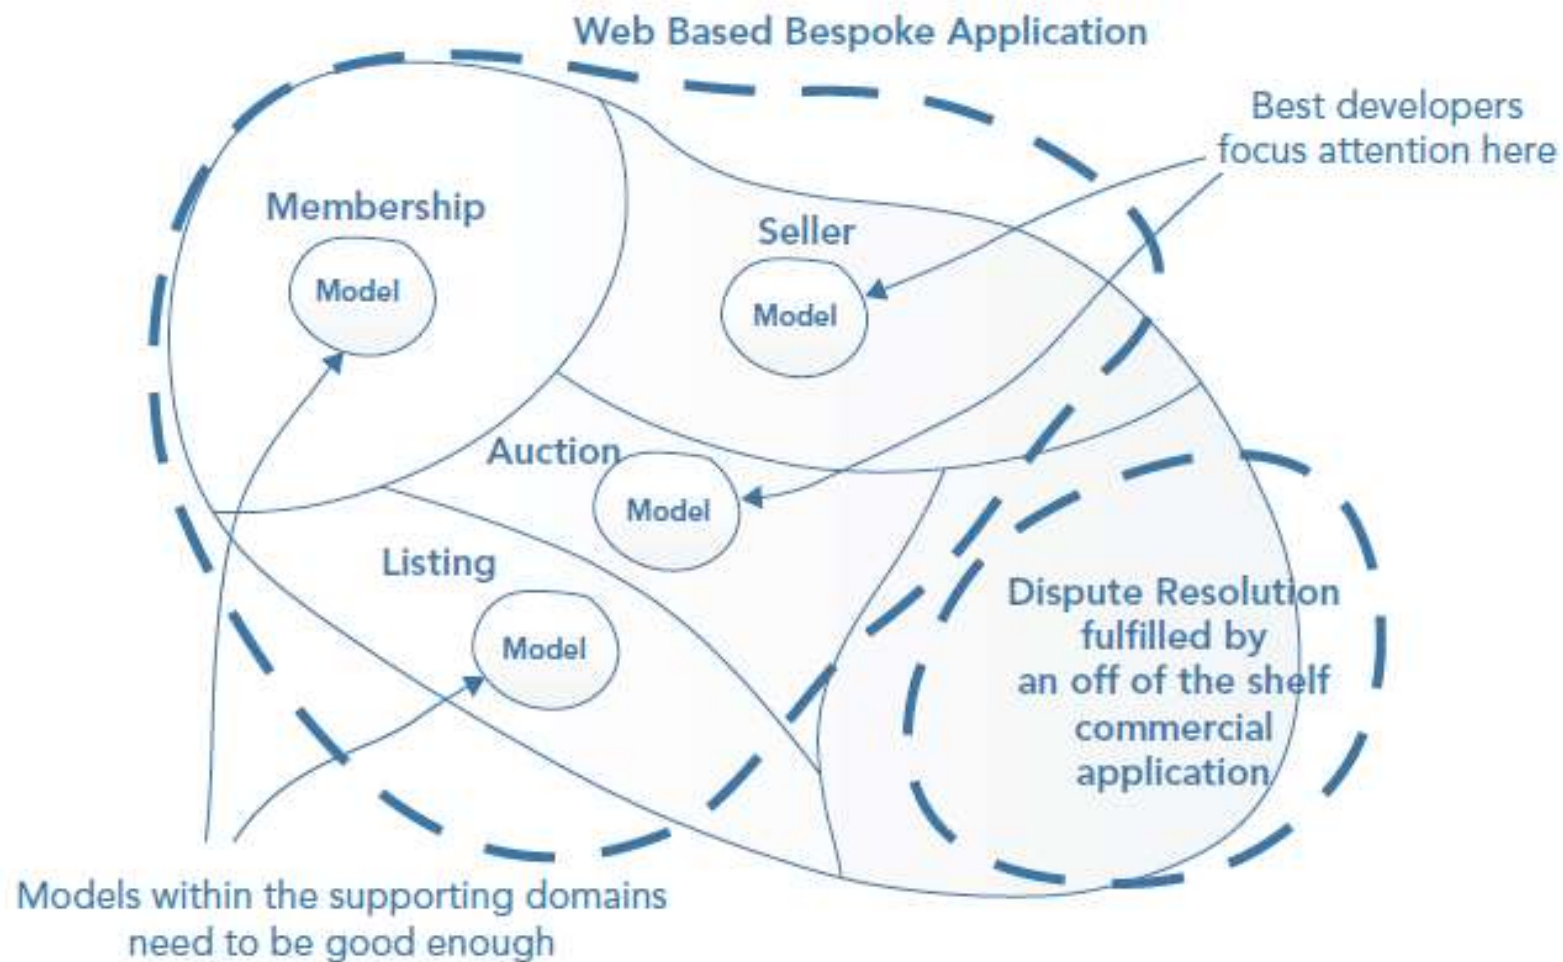 Web Based Bespoke Application
Best developers
focus attention here
Membership
Model
Seller
Model
Auction
Model
Listing
Model
Dispute Resolution
fulfilled by
an off of the shelf
commercial
application
Models within the supporting domains
need to be good enough